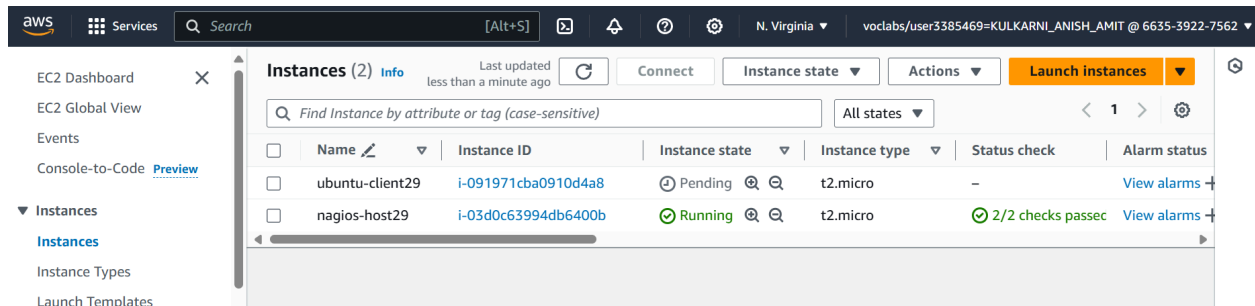 aws Services Search [Alt+S] N. Virginia ▼ voclabs/user3385469=KULKARNI_ANISH_AMIT @ 6635-3922-7562 ▼
EC2 Dashboard
EC2 Global View
Events
Console-to-Code Preview
▼ Instances
Instances
Instance Types
Launch Templates
Instances (2) Info
Last updated
less than a minute ago
Connect
Instance state ▼
Actions ▼
Launch instances ▼
Find Instance by attribute or tag (case-sensitive)
All states ▼
< 1 >
Name Instance ID Instance state Instance type Status check Alarm status
ubuntu-client29 i-091971cba0910d4a8 Pending t2.micro – View alarms +
nagios-host29 i-03d0c63994db6400b Running t2.micro 2/2 checks passec View alarms +